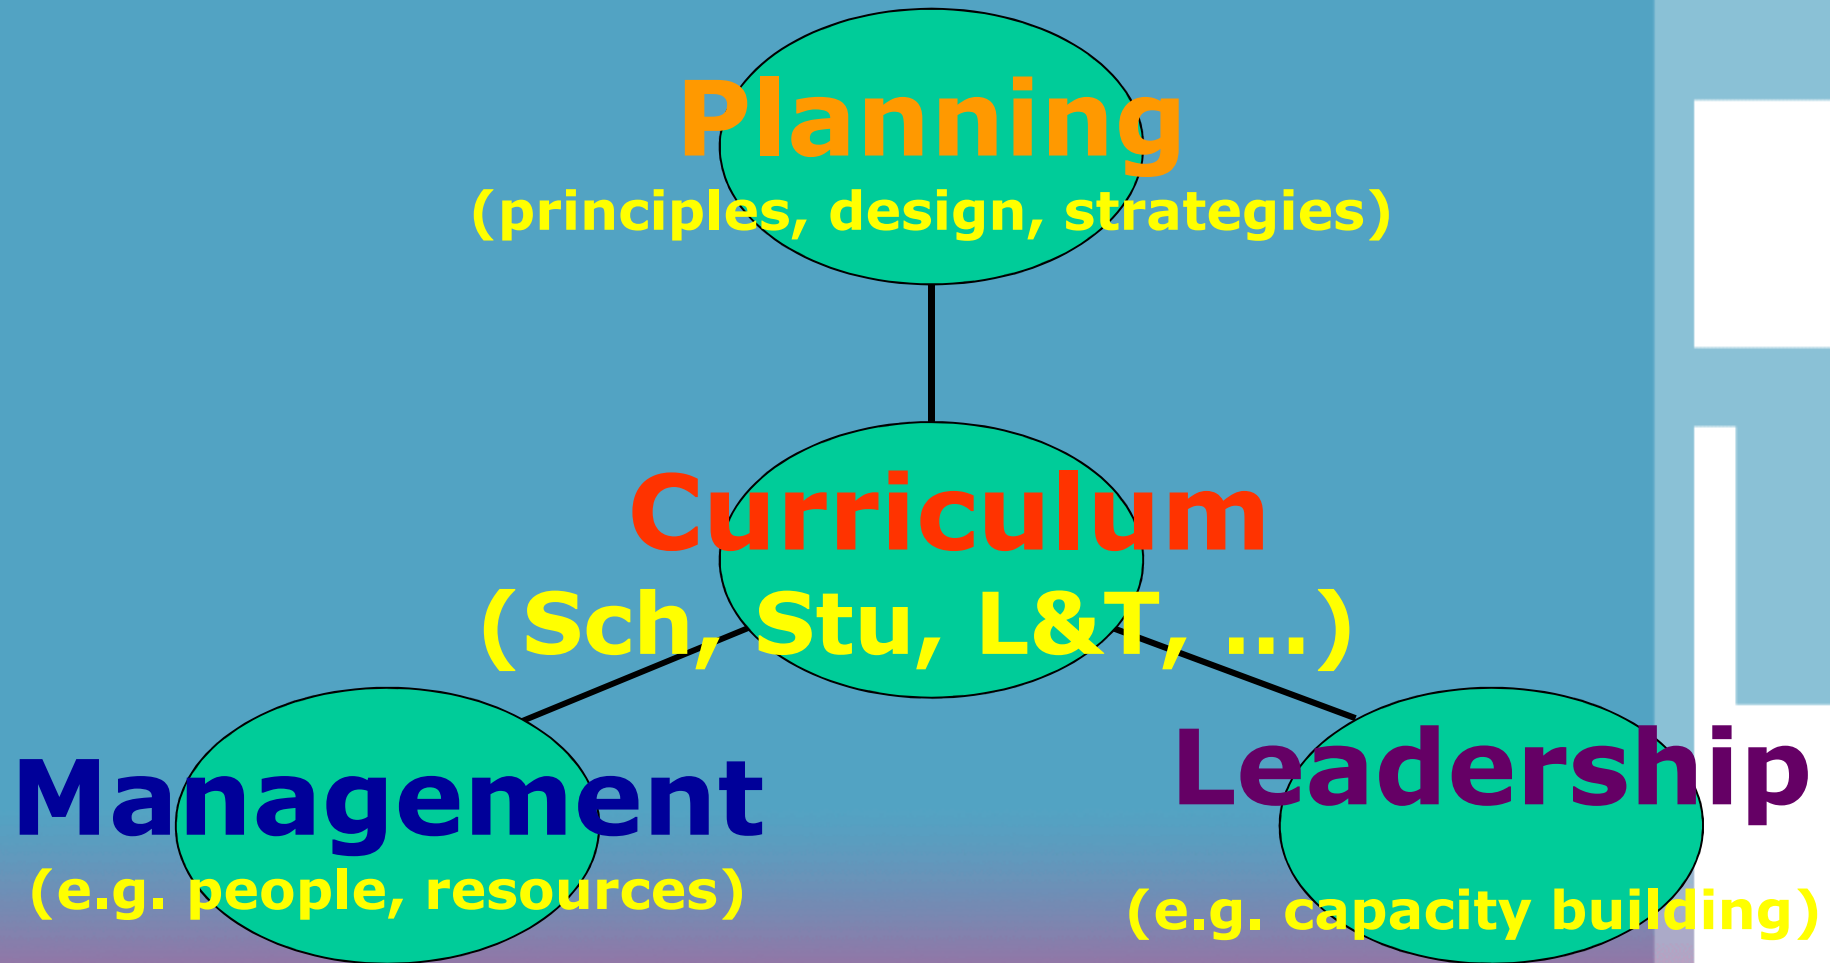 Planning
(principles, design, strategies)
Curriculum
(Sch, Stu, L&T, ...)
Management
(e.g. people, resources)
Leadership
(e.g. capacity building)